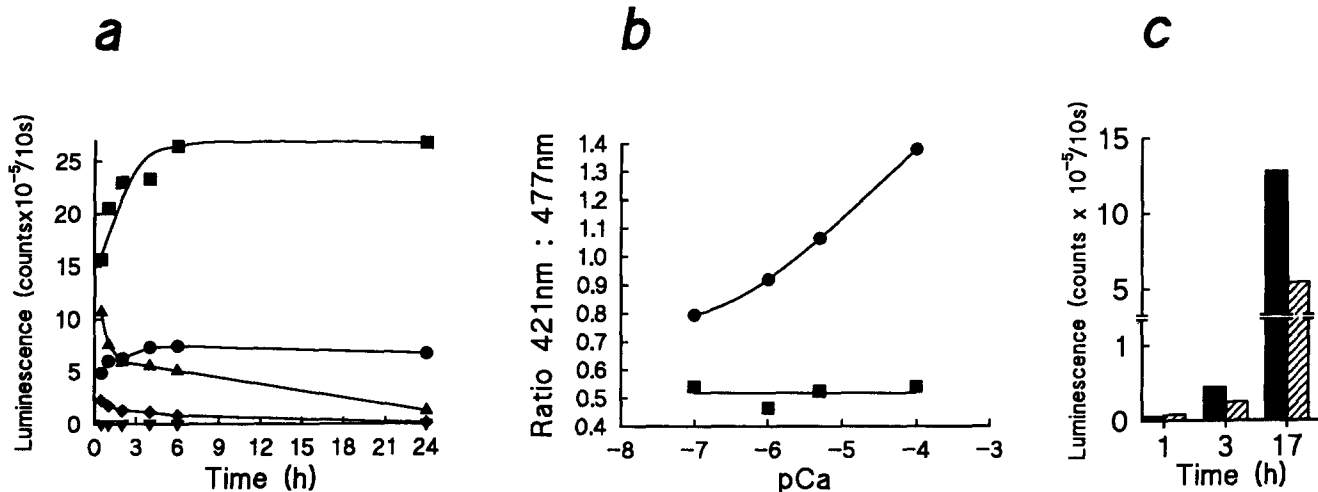 a
b
c
Luminescence (counts×10⁻⁵/10s)
25
20
15
10
5
0
0 3 6 9 12 15 18 21 24
Time (h)
Ratio 421nm : 477nm
1.4
1.3
1.2
1.1
1.0
0.9
0.8
0.7
0.6
0.5
0.4
−8 −7 −6 −5 −4 −3
pCa
Luminescence (counts × 10⁻⁵/10s)
15
10
5
1
0
1 3 17
Time (h)